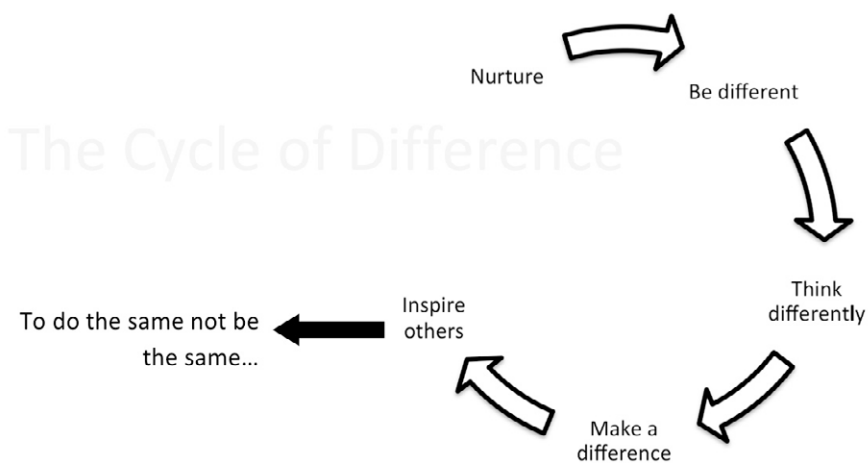 Nurture
Be different
The Cycle of Difference
Think
differently
Inspire
others
To do the same not be
the same...
Make a
difference